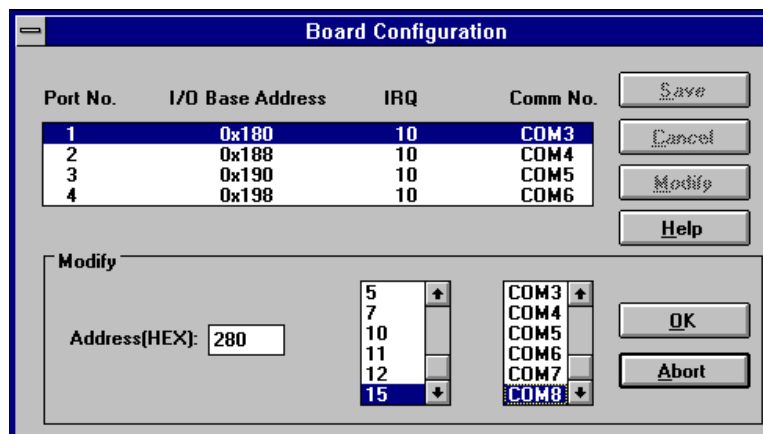 Board Configuration
Port No. I/O Base Address IRQ Comm No.
1 0x180 10 COM3
2 0x188 10 COM4
3 0x190 10 COM5
4 0x198 10 COM6
Save
Cancel
Modify
Help
Modify
Address(HEX): 280
5
7
10
11
12
15
COM3
COM4
COM5
COM6
COM7
COM8
OK
Abort